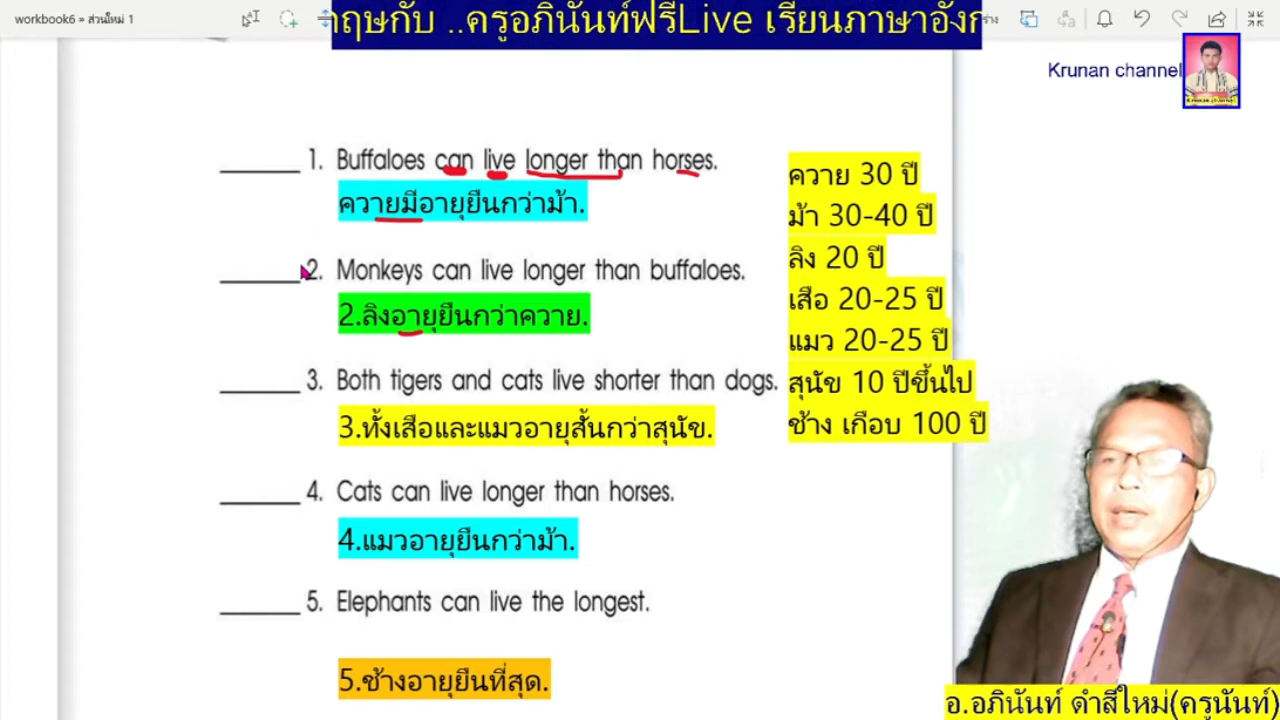 workbook6 » ส่วนใหม่ 1
กฤษกับ ..ครูอภินันท์ฟรีLive เรียนภาษาอังก
Krunan channel
_____ 1. Buffaloes can live longer than horses.
ควายมีอายุยืนกว่าม้า.
_____ 2. Monkeys can live longer than buffaloes.
2.ลิงอายุยืนกว่าควาย.
_____ 3. Both tigers and cats live shorter than dogs.
3.ทั้งเสือและแมวอายุสั้นกว่าสุนัข.
_____ 4. Cats can live longer than horses.
4.แมวอายุยืนกว่าม้า.
_____ 5. Elephants can live the longest.
5.ช้างอายุยืนที่สุด.
ควาย 30 ปี
ม้า 30-40 ปี
ลิง 20 ปี
เสือ 20-25 ปี
แมว 20-25 ปี
สุนัข 10 ปีขึ้นไป
ช้าง เกือบ 100 ปี
อ.อภินันท์ ดำสีใหม่(ครูนันท์)